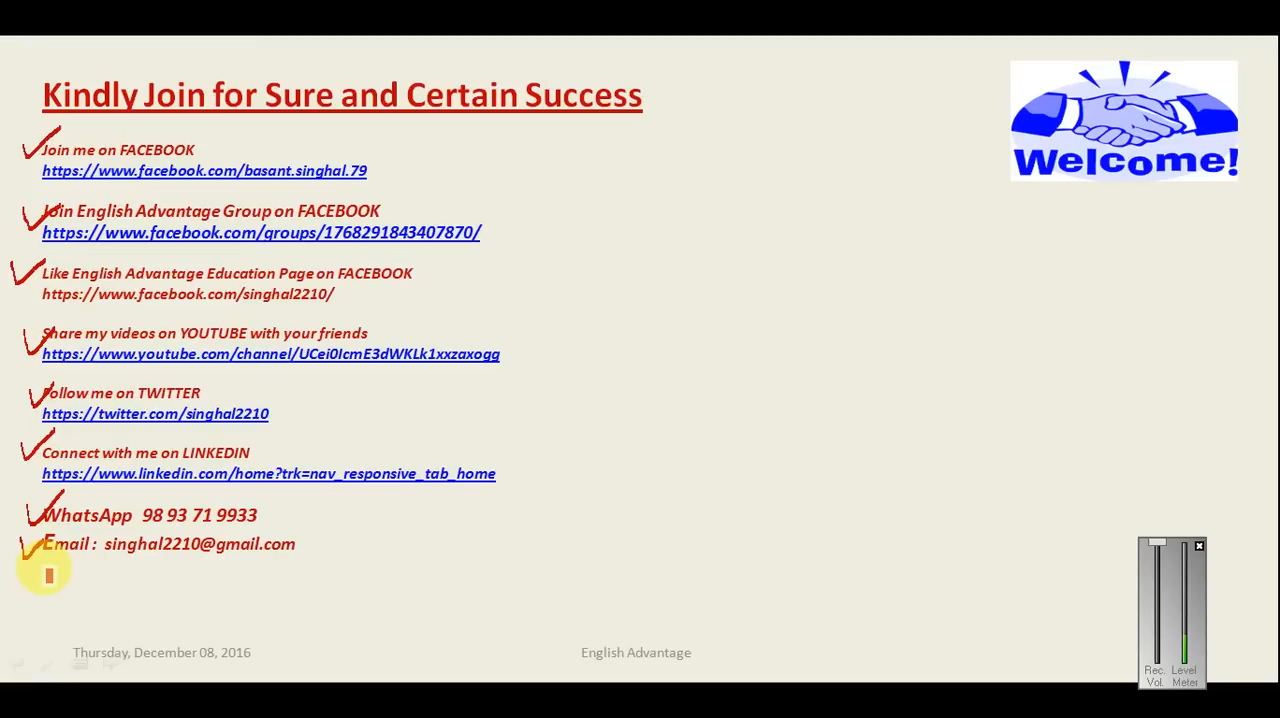 Kindly Join for Sure and Certain Success
Welcome!
Join me on FACEBOOK
https://www.facebook.com/basant.singhal.79
Join English Advantage Group on FACEBOOK
https://www.facebook.com/groups/1768291843407870/
Like English Advantage Education Page on FACEBOOK
https://www.facebook.com/singhal2210/
Share my videos on YOUTUBE with your friends
https://www.youtube.com/channel/UCei0IcmE3dWKLk1xxzaxogg
Follow me on TWITTER
https://twitter.com/singhal2210
Connect with me on LINKEDIN
https://www.linkedin.com/home?trk=nav_responsive_tab_home
WhatsApp 98 93 71 9933
Email : singhal2210@gmail.com
Thursday, December 08, 2016
English Advantage
Rec. Level
Vol. Meter